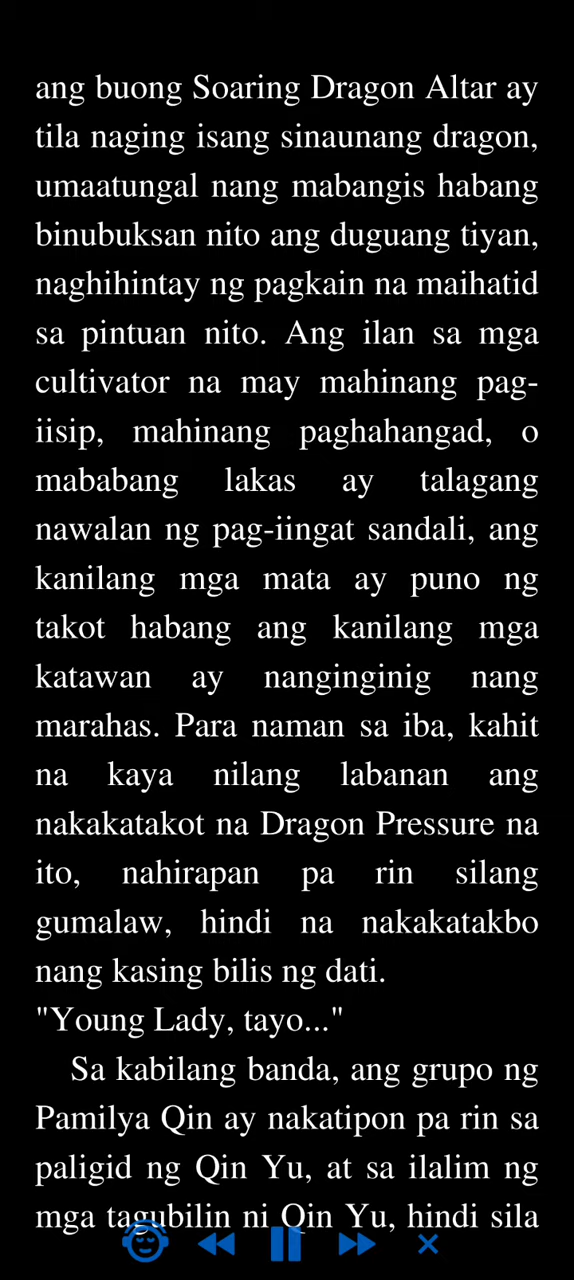 ang buong Soaring Dragon Altar ay
tila naging isang sinaunang dragon,
umaatungal nang mabangis habang
binubuksan nito ang duguang tiyan,
naghihintay ng pagkain na maihatid
sa pintuan nito. Ang ilan sa mga
cultivator na may mahinang pag-
iisip, mahinang paghahangad, o
mababang lakas ay talagang
nawalan ng pag-iingat sandali, ang
kanilang mga mata ay puno ng
takot habang ang kanilang mga
katawan ay nanginginig nang
marahas. Para naman sa iba, kahit
na kaya nilang labanan ang
nakakatakot na Dragon Pressure na
ito, nahirapan pa rin silang
gumalaw, hindi na nakakatakbo
nang kasing bilis ng dati.
"Young Lady, tayo..."
Sa kabilang banda, ang grupo ng
Pamilya Qin ay nakatipon pa rin sa
paligid ng Qin Yu, at sa ilalim ng
mga tagubilin ni Qin Yu, hindi sila